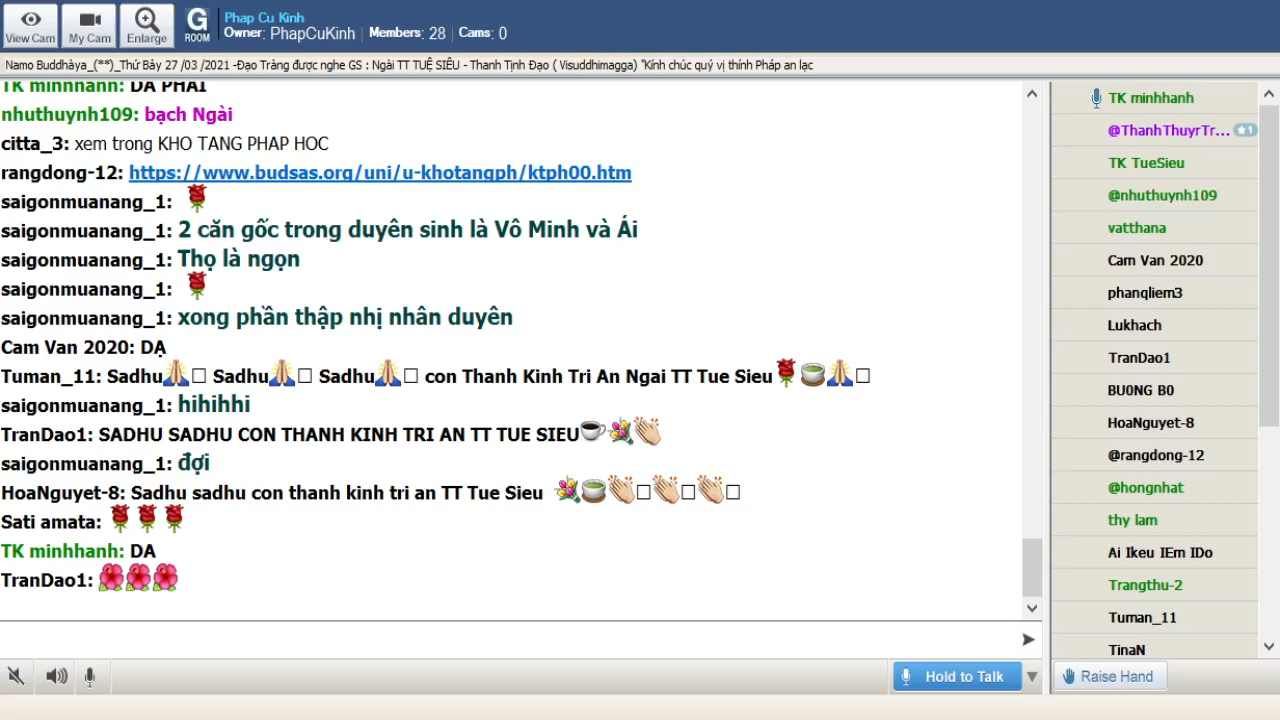 View Cam
My Cam
Enlarge
G
ROOM
Phap Cu Kinh
Owner: PhapCuKinh
Members: 28
Cams: 0
Namo Buddhàya_(**)_Thứ Bảy 27 /03 /2021 -Đạo Tràng được nghe GS : Ngài TT TUỆ SIÊU - Thanh Tịnh Đạo ( Visuddhimagga) "Kính chúc quý vị thính Pháp an lạc
TK minhhanh: DA PHAI
nhuthuynh109: bạch Ngài
citta_3: xem trong KHO TANG PHAP HOC
rangdong-12: https://www.budsas.org/uni/u-khotangph/ktph00.htm
saigonmuanang_1: 🌹
saigonmuanang_1: 2 căn gốc trong duyên sinh là Vô Minh và Ái
saigonmuanang_1: Thọ là ngọn
saigonmuanang_1: 🌹
saigonmuanang_1: xong phần thập nhị nhân duyên
Cam Van 2020: DẠ
Tuman_11: Sadhu🙏 Sadhu🙏 Sadhu🙏 con Thanh Kinh Tri An Ngai TT Tue Sieu🌹🍵🙏
saigonmuanang_1: hihihhi
TranDao1: SADHU SADHU CON THANH KINH TRI AN TT TUE SIEU☕💐👏
saigonmuanang_1: đợi
HoaNguyet-8: Sadhu sadhu con thanh kinh tri an TT Tue Sieu 💐🍵👏👏👏
Sati amata: 🌹🌹🌹
TK minhhanh: DA
TranDao1: 🌺🌺🌺
Hold to Talk
TK minhhanh
@ThanhThuyrTr... ★1
TK TueSieu
@nhuthuynh109
vatthana
Cam Van 2020
phanqliem3
Lukhach
TranDao1
BU0NG B0
HoaNguyet-8
@rangdong-12
@hongnhat
thy lam
Ai Ikeu IEm IDo
Trangthu-2
Tuman_11
TinaN
Raise Hand